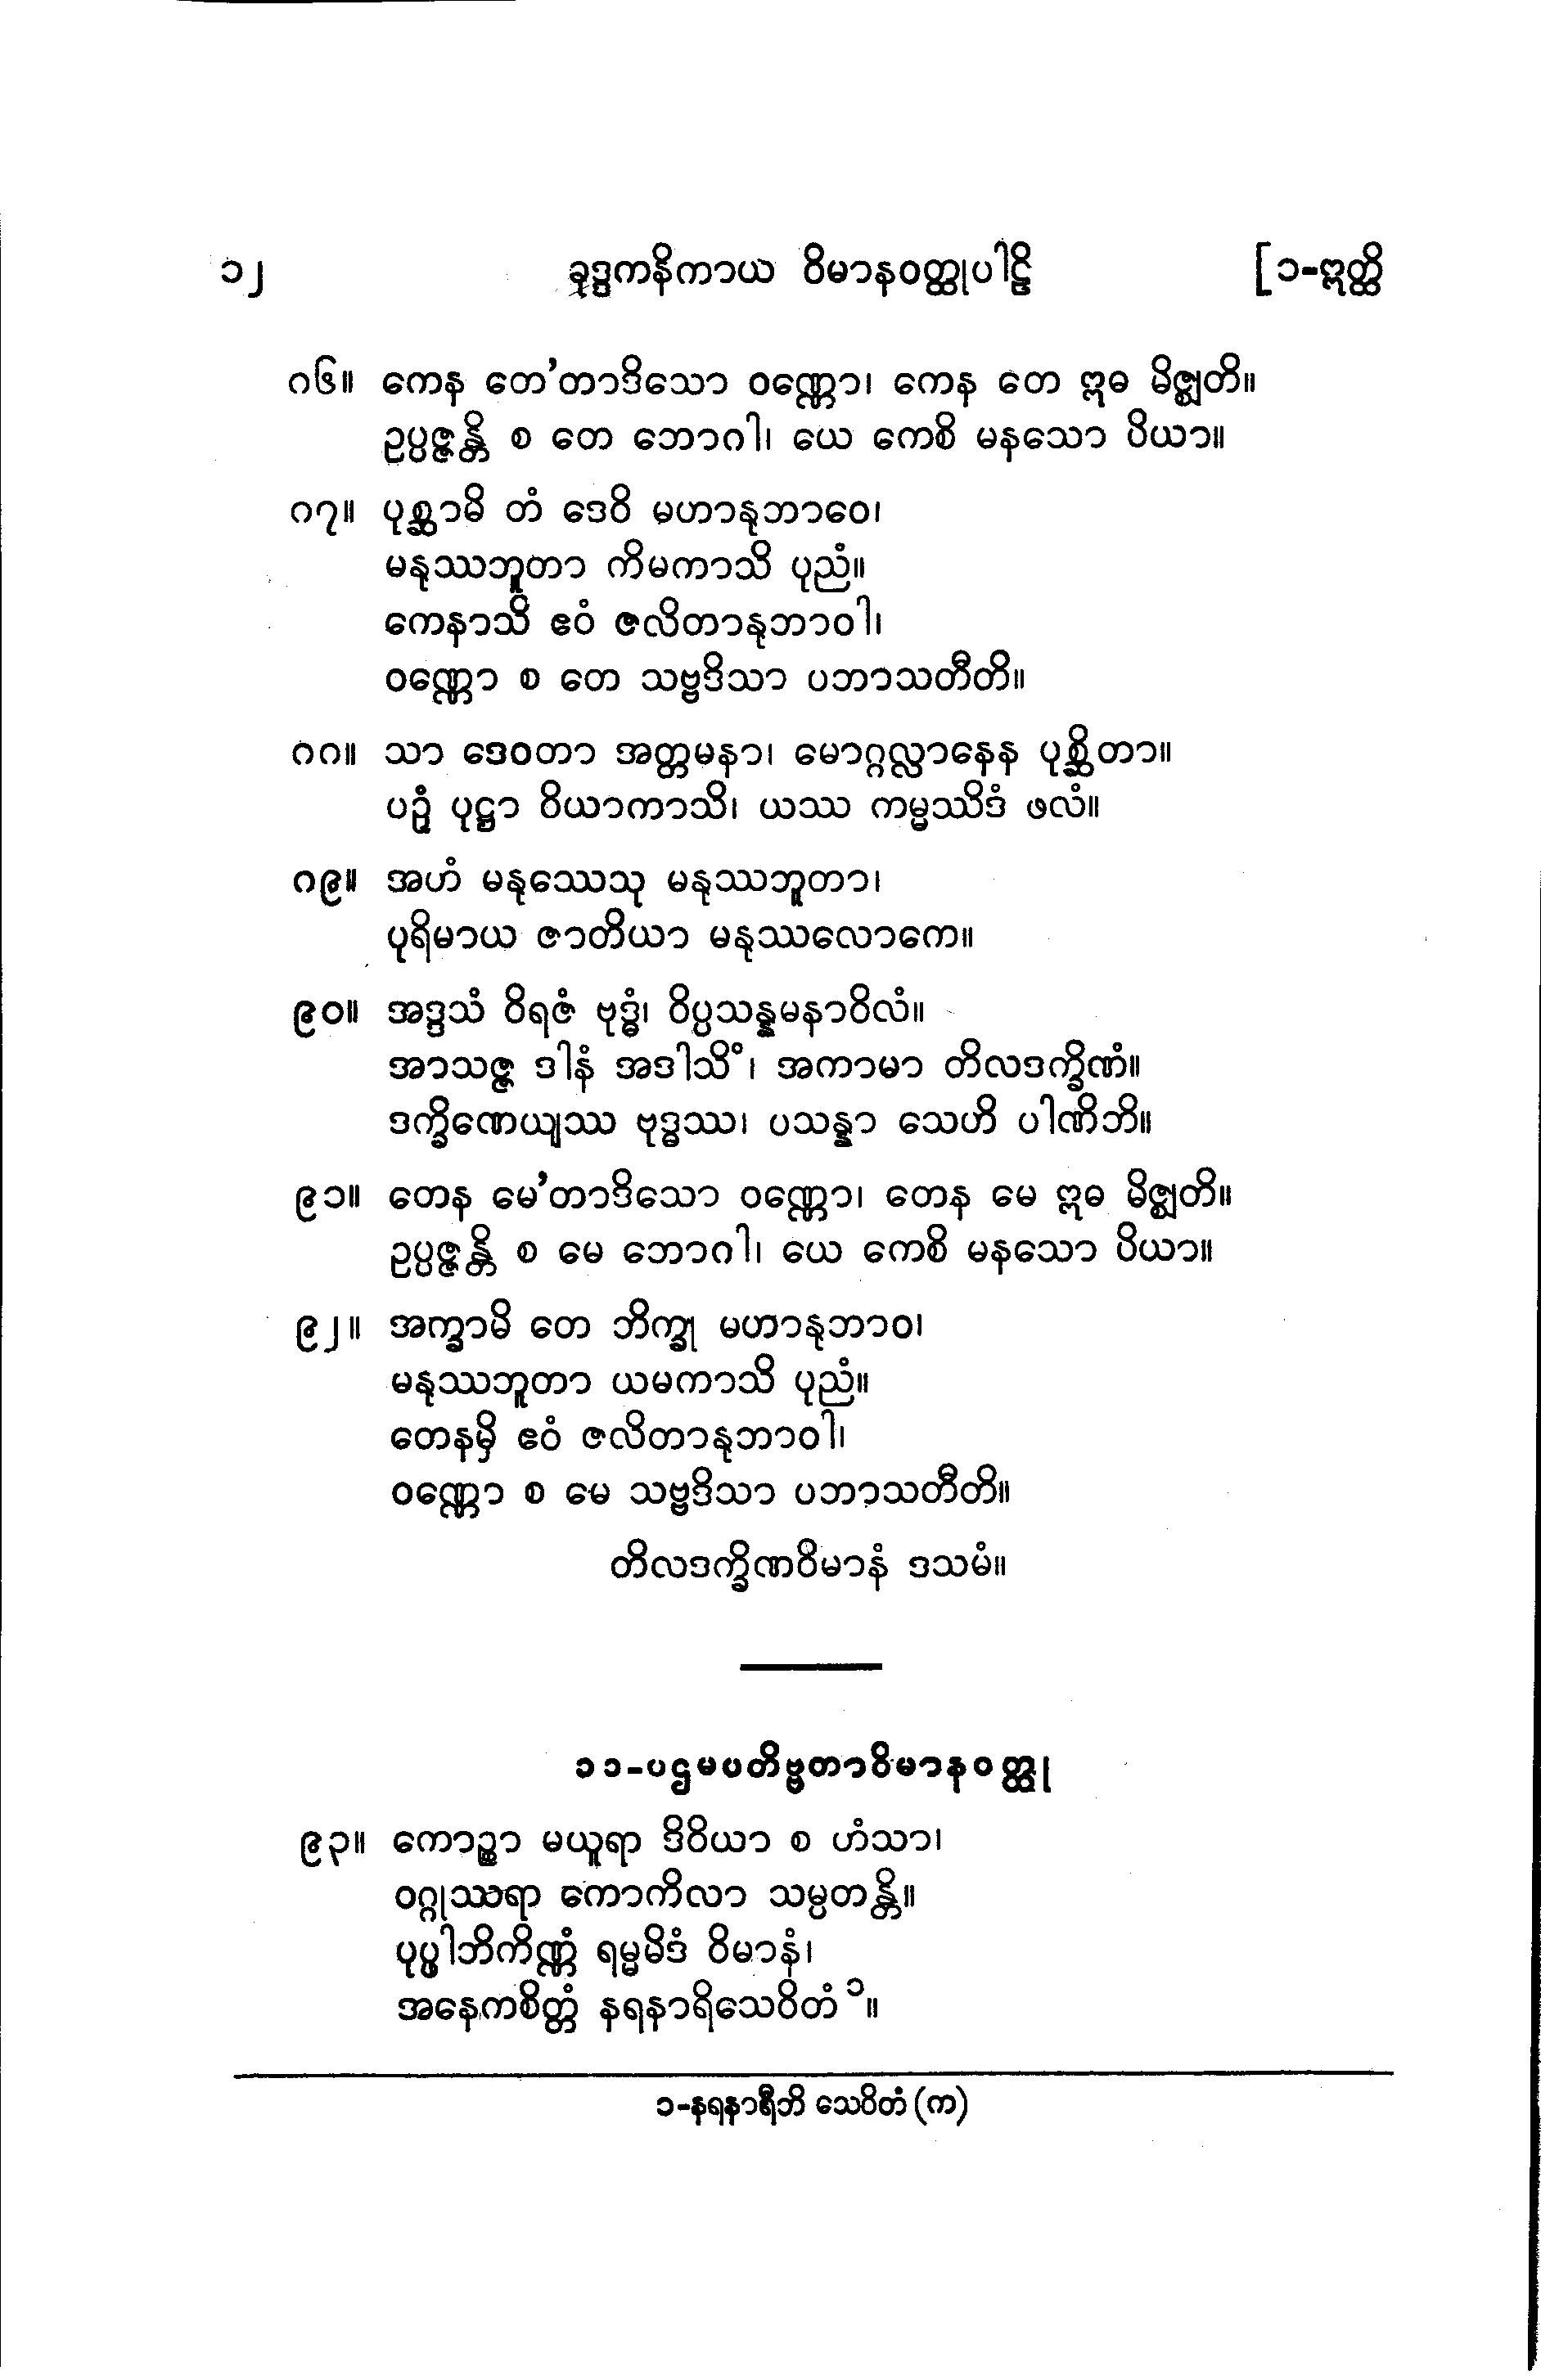 ၁၂ ခုဒ္ဒကနိကာယ ဝိမာနဝတ္ထုပါဠိ [၁-ဣတ္ထိ
၈၆။ ကေန တေ’တာဒိသော ဝဏ္ဏော၊ ကေန တေ ဣဓ မိဇ္ဈတိ။
ဥပ္ပဇ္ဇန္တိ စ တေ ဘောဂါ၊ ယေ ကေစိ မနသော ပိယာ။
၈၇။ ပုစ္ဆာမိ တံ ဒေဝိ မဟာနုဘာဝေ၊
မနုဿဘူတာ ကိမကာသိ ပုညံ။
ကေနာသိ ဧဝံ ဇလိတာနုဘာဝါ၊
ဝဏ္ဏော စ တေ သဗ္ဗဒိသာ ပဘာသတီတိ။
၈၈။ သာ ဒေဝတာ အတ္တမနာ၊ မောဂ္ဂလ္လာနေန ပုစ္ဆိတာ။
ပဉှံ ပုဋ္ဌာ ဝိယာကာသိ၊ ယဿ ကမ္မဿိဒံ ဖလံ။
၈၉။ အဟံ မနုဿေသု မနုဿဘူတာ၊
ပုရိမာယ ဇာတိယာ မနုဿလောကေ။
၉၀။ အဒ္ဒသံ ဝိရဇံ ဗုဒ္ဓံ၊ ဝိပ္ပသန္နမနာဝိလံ။
အာသဇ္ဇ ဒါနံ အဒါသိံ၊ အကာမာ တိလဒက္ခိဏံ။
ဒက္ခိဏေယျဿ ဗုဒ္ဓဿ၊ ပသန္နာ သေဟိ ပါဏိဘိ။
၉၁။ တေန မေ’တာဒိသော ဝဏ္ဏော၊ တေန မေ ဣဓ မိဇ္ဈတိ။
ဥပ္ပဇ္ဇန္တိ စ မေ ဘောဂါ၊ ယေ ကေစိ မနသော ပိယာ။
၉၂။ အက္ခာမိ တေ ဘိက္ခု မဟာနုဘာဝ၊
မနုဿဘူတာ ယမကာသိ ပုညံ။
တေနမှိ ဧဝံ ဇလိတာနုဘာဝါ၊
ဝဏ္ဏော စ မေ သဗ္ဗဒိသာ ပဘာသတီတိ။
တိလဒက္ခိဏဝိမာနံ ဒသမံ။
၁၁-ပဌမပတိဗ္ဗတာဝိမာနဝတ္ထု
၉၃။ ကောဉ္စာ မယူရာ ဒိဝိယာ စ ဟံသာ၊
ဝဂ္ဂုဿရာ ကောကိလာ သမ္ပတန္တိ။
ပုပ္ဖါဘိကိဏ္ဏံ ရမ္မမိဒံ ဝိမာနံ၊
အနေကစိတ္တံ နရနာရိသေဝိတံ ၁။
၁-နရနာရီဘိ သေဝိတံ (က)